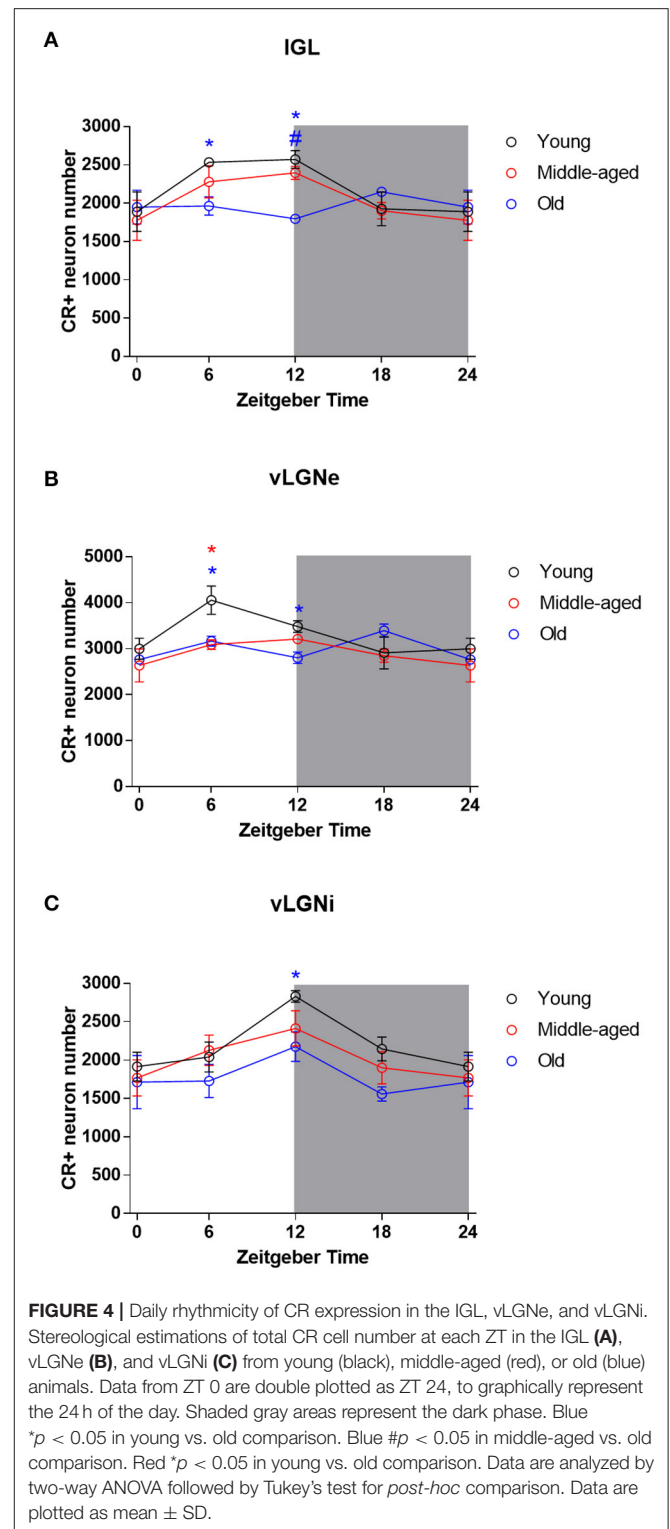 A
IGL
*
*
#
3000
2500
2000
1500
1000
500
0
CR+ neuron number
0 6 12 18 24
Zeitgeber Time
Young
Middle-aged
Old
B
vLGNe
*
*
*
5000
4000
3000
2000
1000
0
CR+ neuron number
0 6 12 18 24
Zeitgeber Time
Young
Middle-aged
Old
C
vLGNi
*
3000
2500
2000
1500
1000
500
0
CR+ neuron number
0 6 12 18 24
Zeitgeber Time
Young
Middle-aged
Old
FIGURE 4 | Daily rhythmicity of CR expression in the IGL, vLGNe, and vLGNi.
Stereological estimations of total CR cell number at each ZT in the IGL (A),
vLGNe (B), and vLGNi (C) from young (black), middle-aged (red), or old (blue)
animals. Data from ZT 0 are double plotted as ZT 24, to graphically represent
the 24 h of the day. Shaded gray areas represent the dark phase. Blue
*p < 0.05 in young vs. old comparison. Blue #p < 0.05 in middle-aged vs. old
comparison. Red *p < 0.05 in young vs. old comparison. Data are analyzed by
two-way ANOVA followed by Tukey's test for post-hoc comparison. Data are
plotted as mean ± SD.